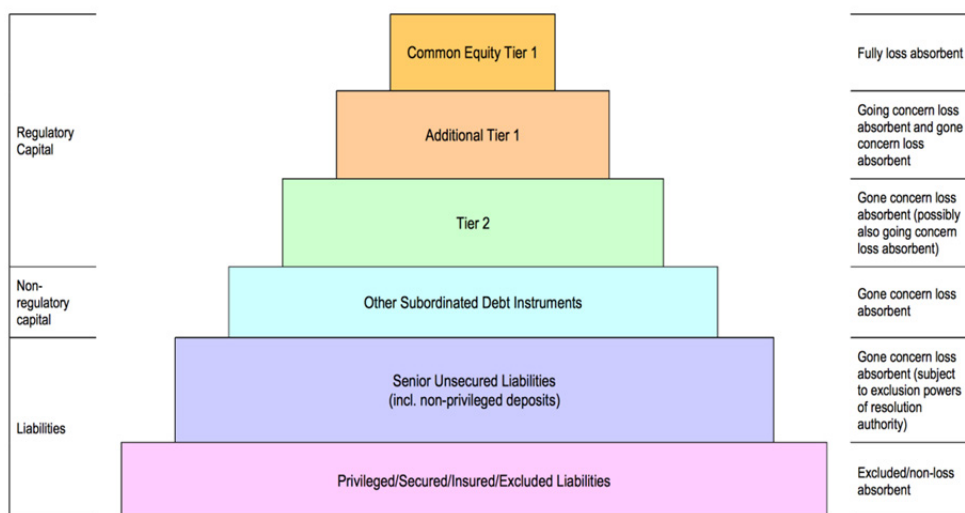 Common Equity Tier 1
Fully loss absorbent
Regulatory
Capital
Additional Tier 1
Going concern loss
absorbent and gone
concern loss
absorbent
Tier 2
Gone concern loss
absorbent (possibly
also going concern
loss absorbent)
Non-
regulatory
capital
Other Subordinated Debt Instruments
Gone concern loss
absorbent
Liabilities
Senior Unsecured Liabilities
(incl. non-privileged deposits)
Gone concern loss
absorbent (subject
to exclusion powers
of resolution
authority)
Privileged/Secured/Insured/Excluded Liabilities
Excluded/non-loss
absorbent